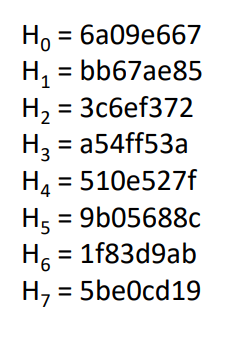 H₀ = 6a09e667
H₁ = bb67ae85
H₂ = 3c6ef372
H₃ = a54ff53a
H₄ = 510e527f
H₅ = 9b05688c
H₆ = 1f83d9ab
H₇ = 5be0cd19